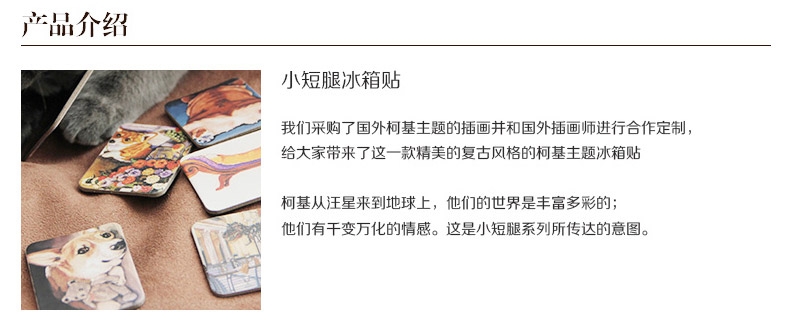 产品介绍
小短腿冰箱贴
我们采购了国外柯基主题的插画并和国外插画师进行合作定制，
给大家带来了这一款精美的复古风格的柯基主题冰箱贴
柯基从汪星来到地球上，他们的世界是丰富多彩的；
他们有千变万化的情感。这是小短腿系列所传达的意图。